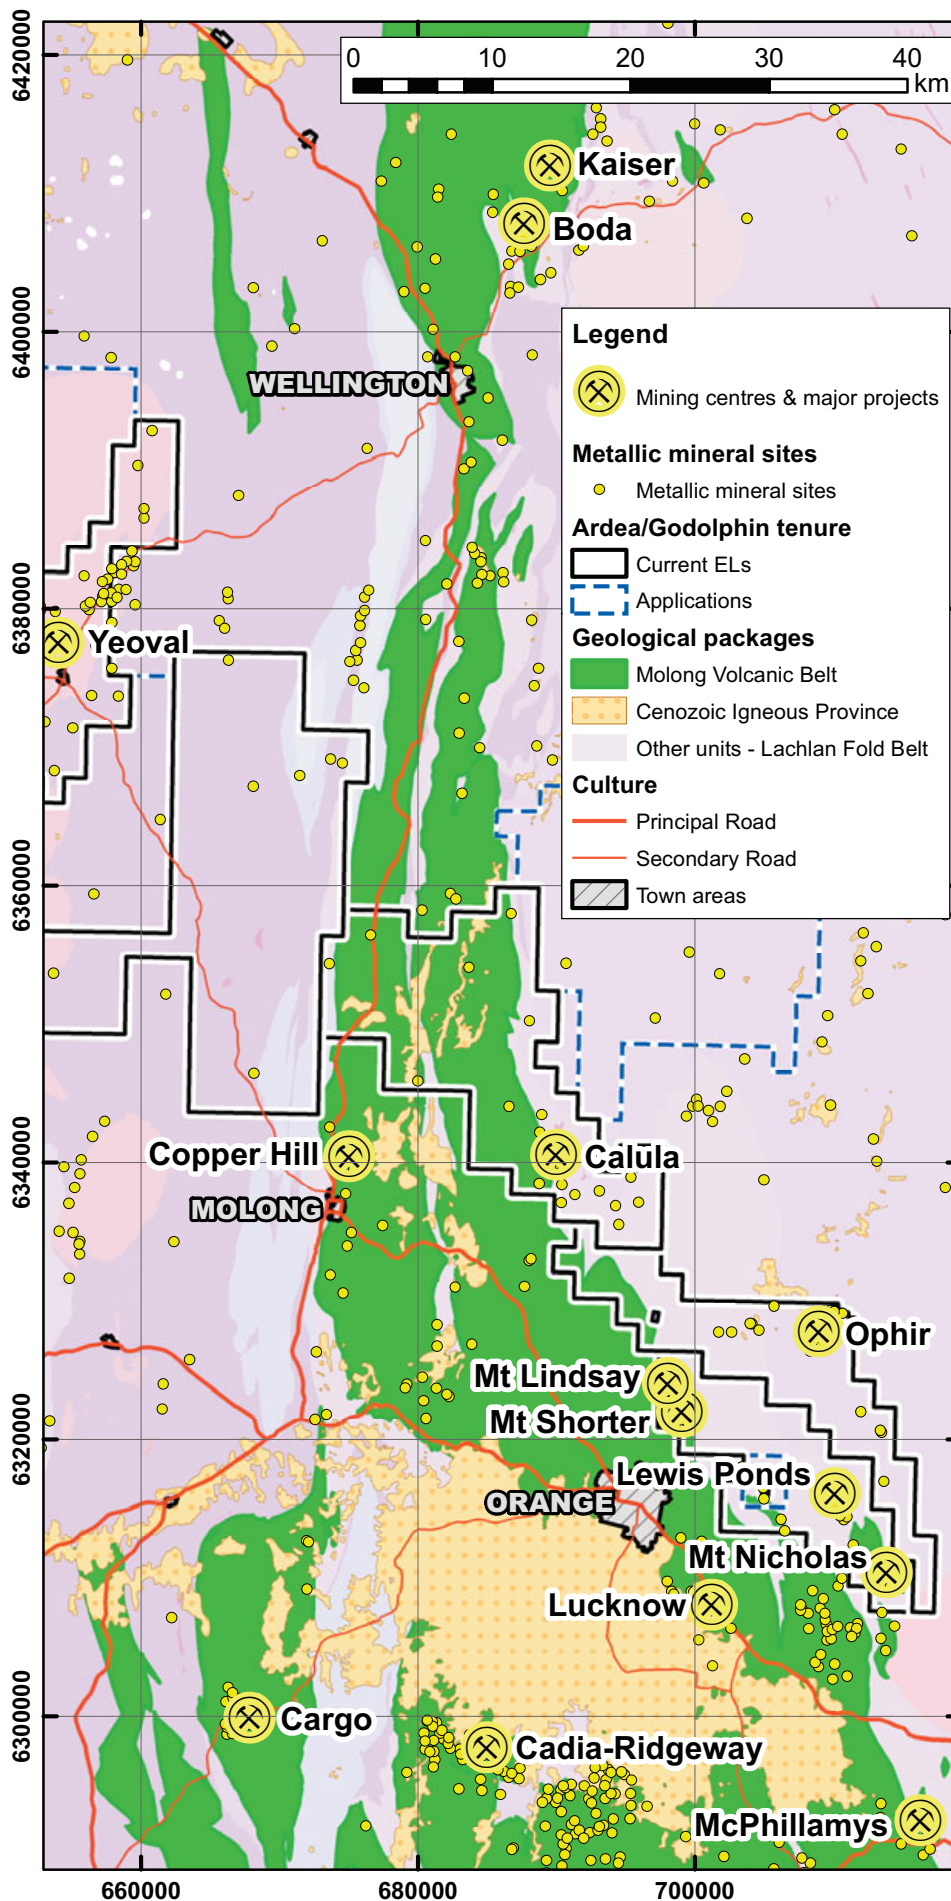 0 10 20 30 40
km
6420000
Kaiser
Boda
6400000
Legend
Mining centres & major projects
WELLINGTON
Metallic mineral sites
Metallic mineral sites
Ardea/Godolphin tenure
Current ELs
6380000
Applications
Yeoval
Geological packages
Molong Volcanic Belt
Cenozoic Igneous Province
Other units - Lachlan Fold Belt
Culture
Principal Road
Secondary Road
6360000
Town areas
6340000
Copper Hill
Calula
MOLONG
Ophir
Mt Lindsay
Mt Shorter
6320000
Lewis Ponds
ORANGE
Mt Nicholas
Lucknow
6300000
Cargo
Cadia-Ridgeway
McPhillamys
660000 680000 700000